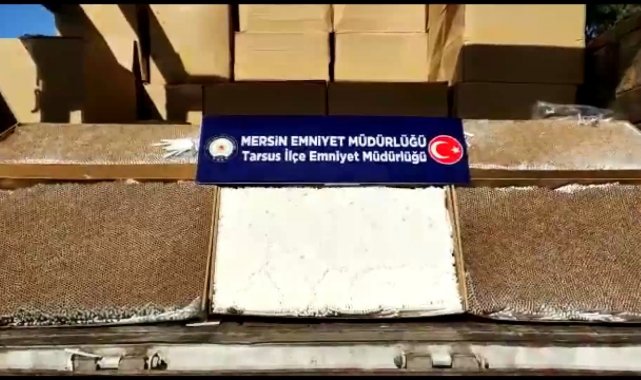 MERSİN EMNİYET MÜDÜRLÜĞÜ
Tarsus İlçe Emniyet Müdürlüğü